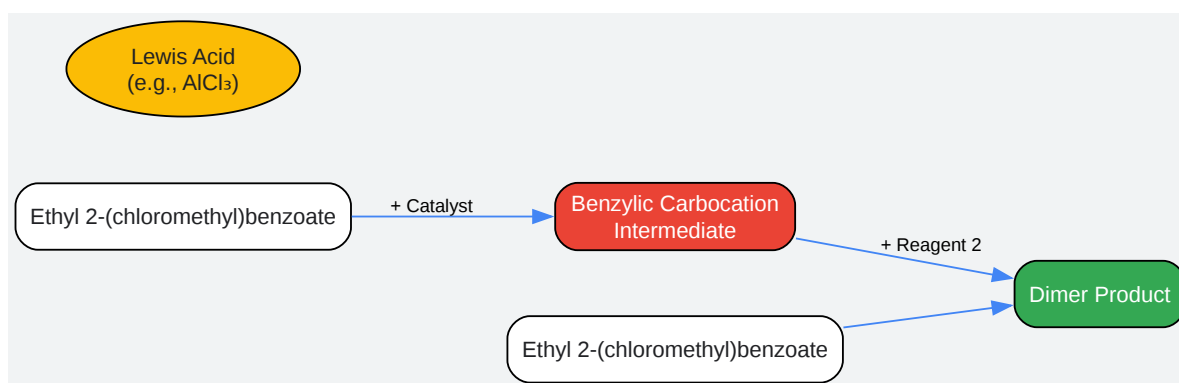 Lewis Acid
(e.g., AlCl₃)
Ethyl 2-(chloromethyl)benzoate
+ Catalyst
Benzylic Carbocation
Intermediate
+ Reagent 2
Dimer Product
Ethyl 2-(chloromethyl)benzoate